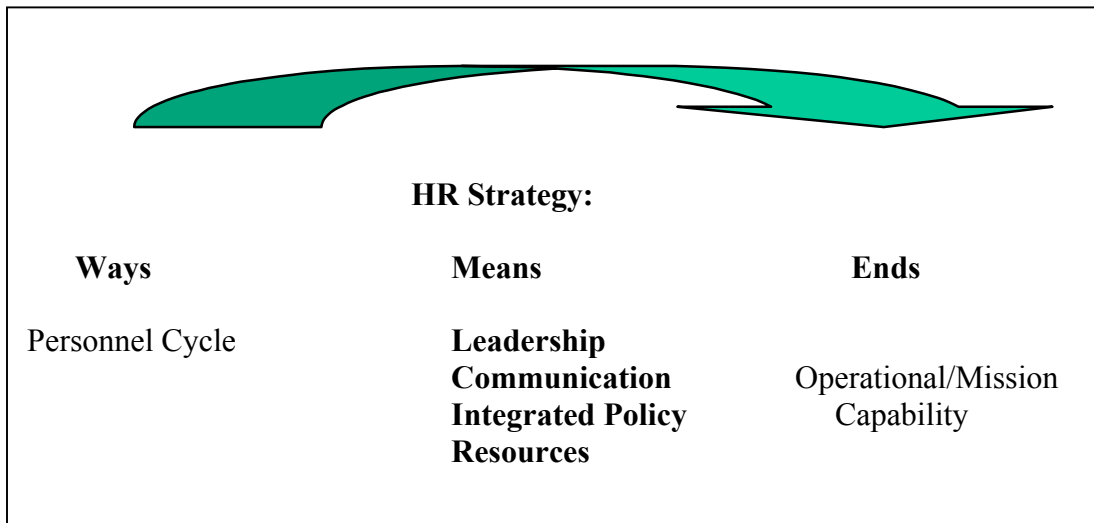 HR Strategy:
Ways Means Ends
Personnel Cycle Leadership
Communication Operational/Mission
Integrated Policy Capability
Resources